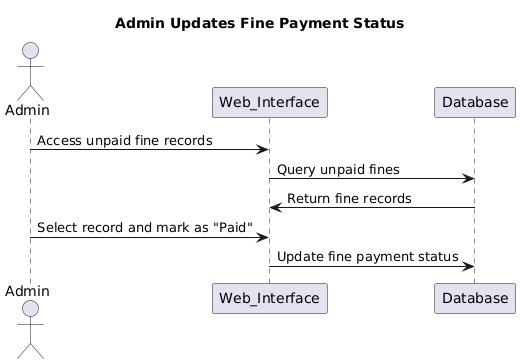 Admin Updates Fine Payment Status
Admin
Web_Interface
Database
Access unpaid fine records
Query unpaid fines
Return fine records
Select record and mark as "Paid"
Update fine payment status
Admin
Web_Interface
Database